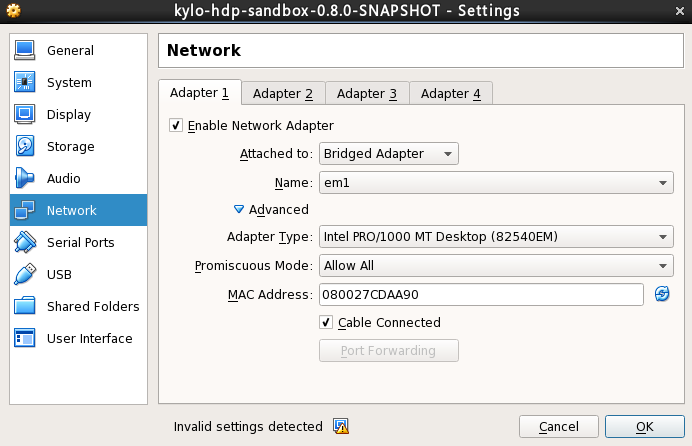 kylo-hdp-sandbox-0.8.0-SNAPSHOT - Settings
General
System
Display
Storage
Audio
Network
Serial Ports
USB
Shared Folders
User Interface
Network
Adapter 1 Adapter 2 Adapter 3 Adapter 4
Enable Network Adapter
Attached to: Bridged Adapter
Name: em1
Advanced
Adapter Type: Intel PRO/1000 MT Desktop (82540EM)
Promiscuous Mode: Allow All
MAC Address: 080027CDAA90
Cable Connected
Port Forwarding
Invalid settings detected
Cancel OK